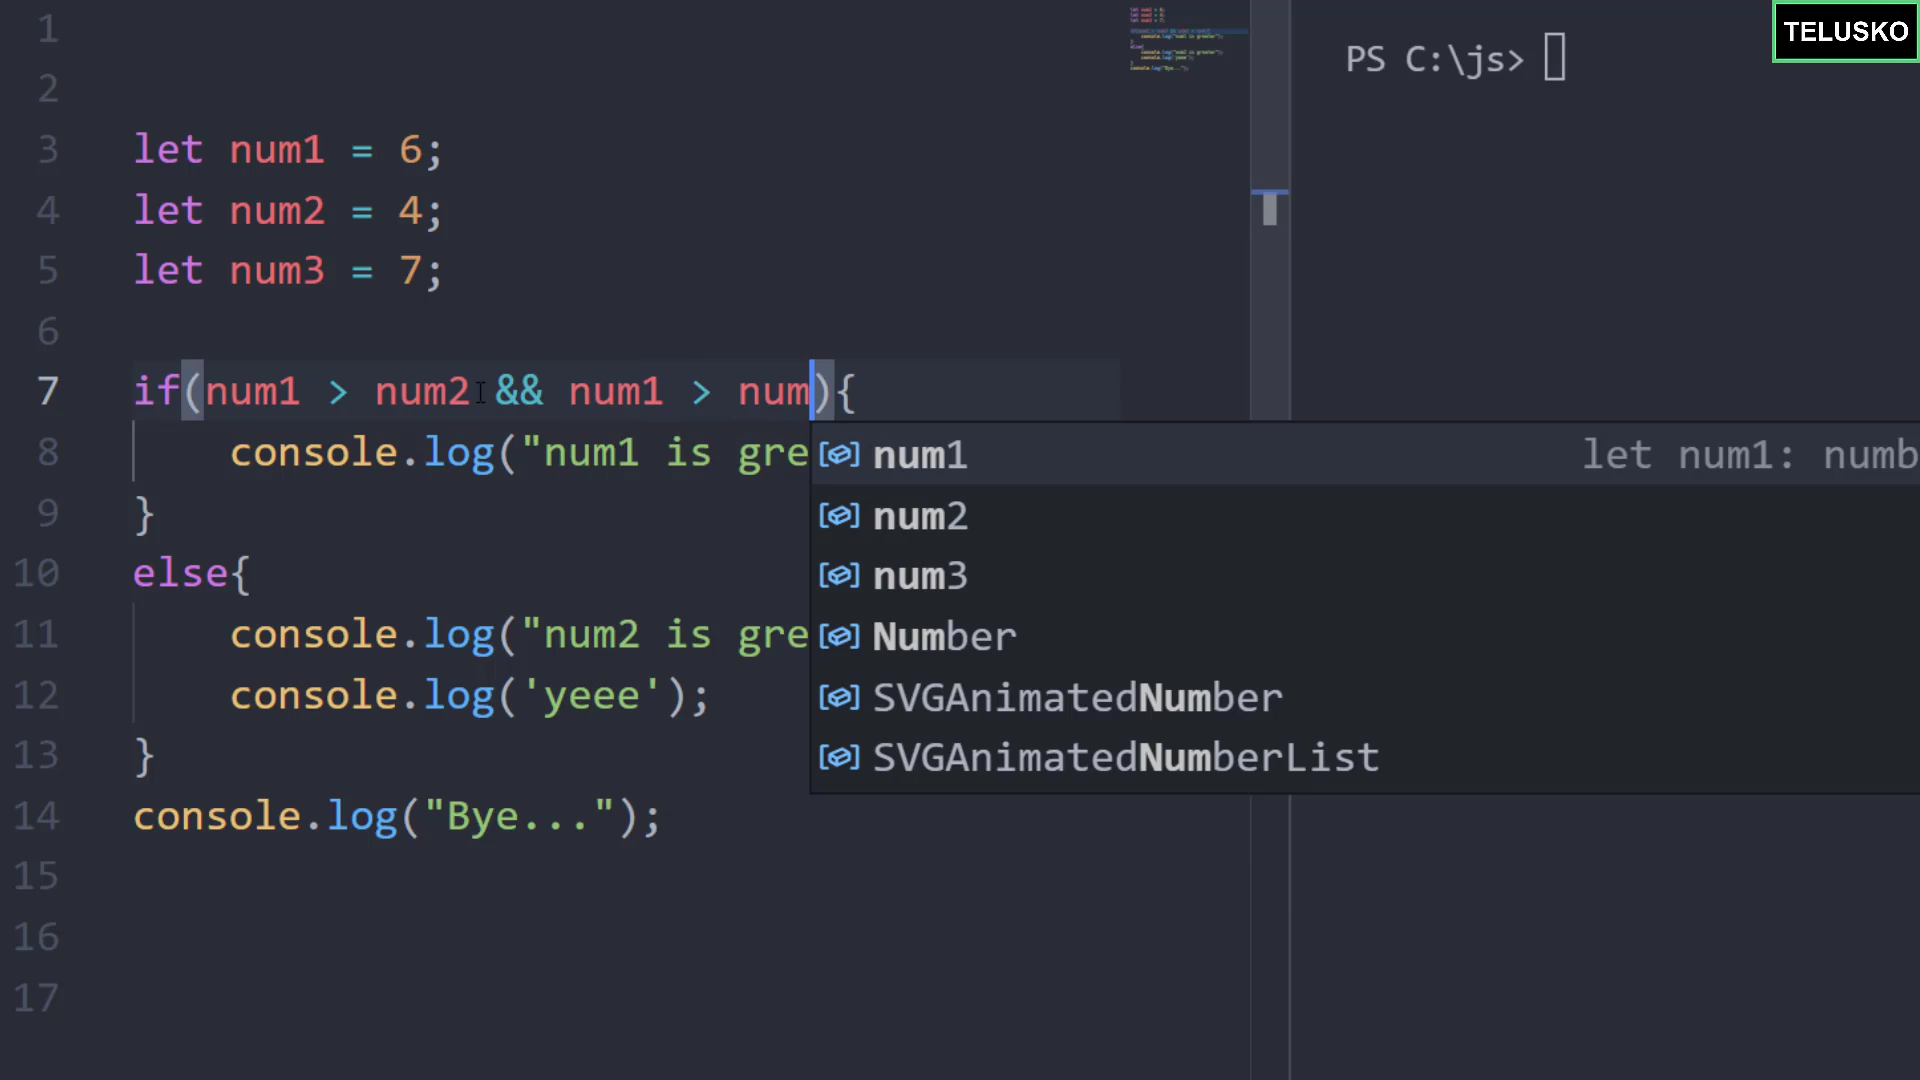 TELUSKO
PS C:\js>
1
2
3 let num1 = 6;
4 let num2 = 4;
5 let num3 = 7;
6
7 if(num1 > num2 && num1 > num){
8 console.log("num1 is gre
9 }
10 else{
11 console.log("num2 is gre
12 console.log('yeee');
13 }
14 console.log("Bye...");
15
16
17
num1 let num1: numb
num2
num3
Number
SVGAnimatedNumber
SVGAnimatedNumberList